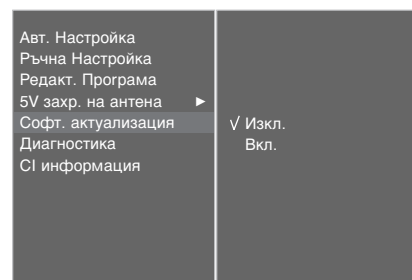 Авт. Настройка
Ръчна Настройка
Редакт. Програма
5V захр. на антена ►
Софт. актуализация
Диагностика
CI информация
√ Изкл.
Вкл.